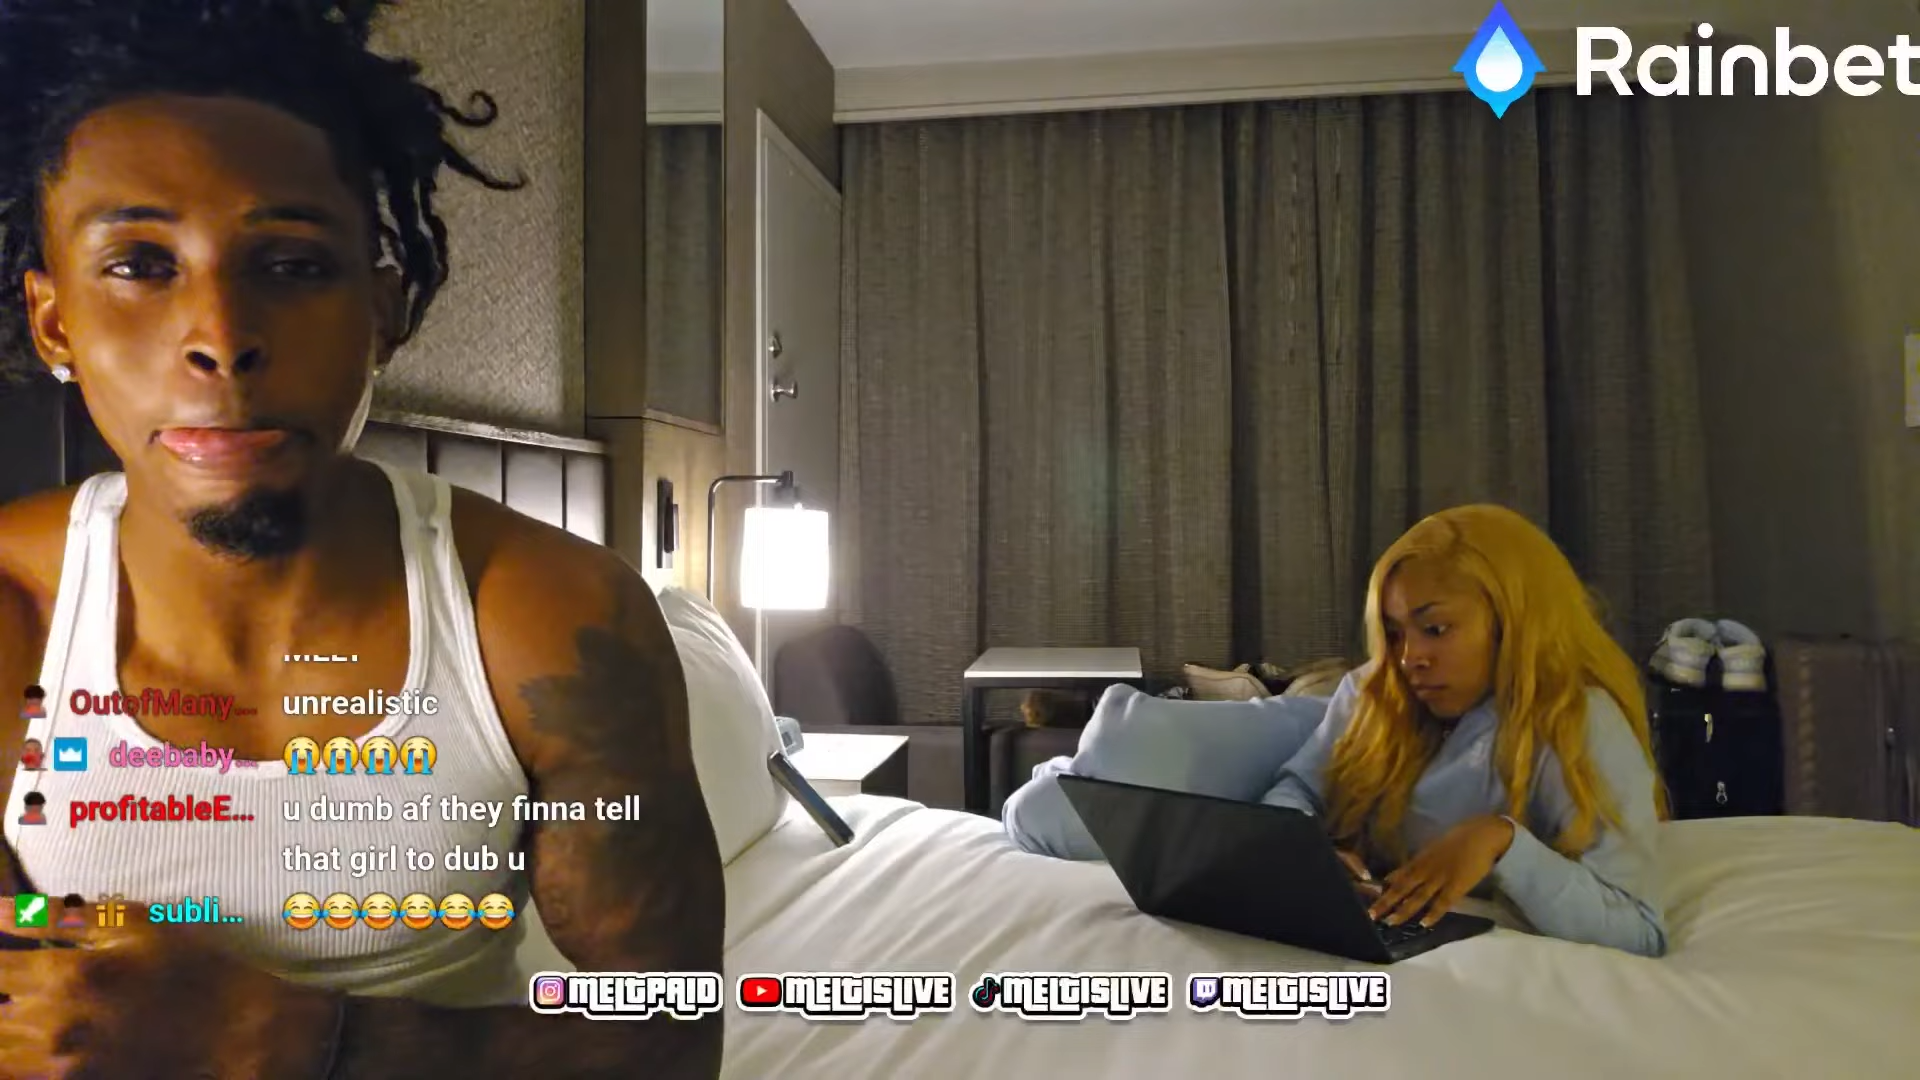 Rainbet
OutofMany... unrealistic
deebaby... 😭😭😭😭
profitableE... u dumb af they finna tell
that girl to dub u
subli... 😂😂😂😂😂😂
MELTPAID MELTISLIVE MELTISLIVE MELTISLIVE